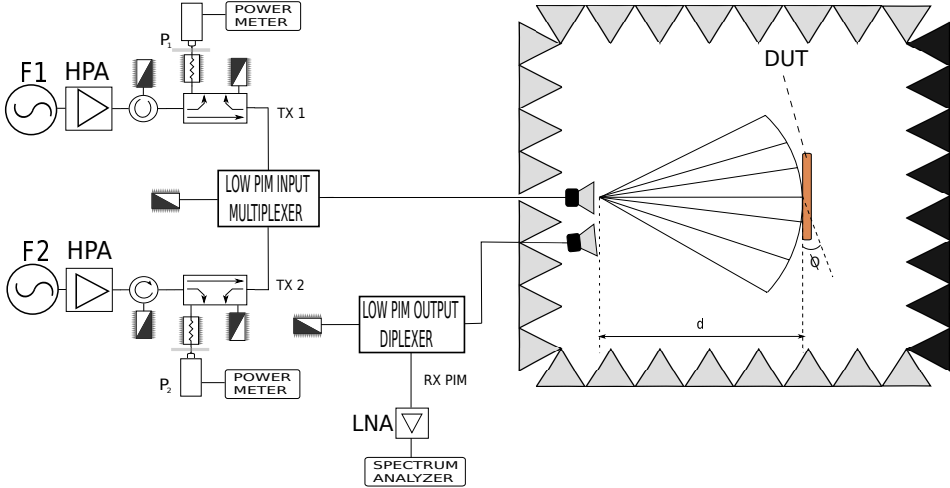 POWER
METER
P1
F1 HPA
TX 1
LOW PIM INPUT
MULTIPLEXER
F2 HPA
TX 2
P2
POWER
METER
LOW PIM OUTPUT
DIPLEXER
RX PIM
LNA
SPECTRUM
ANALYZER
DUT
d
Φ